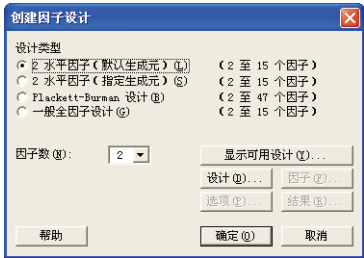 创建因子设计
设计类型
2 水平因子(默认生成元)(L) (2 至 15 个因子)
2 水平因子(指定生成元)(S) (2 至 15 个因子)
Plackett-Burman 设计(B) (2 至 47 个因子)
一般全因子设计(G) (2 至 15 个因子)
因子数(N): 2 显示可用设计(Y)...
设计(D)... 因子(F)...
选项(P)... 结果(R)...
帮助 确定(O) 取消